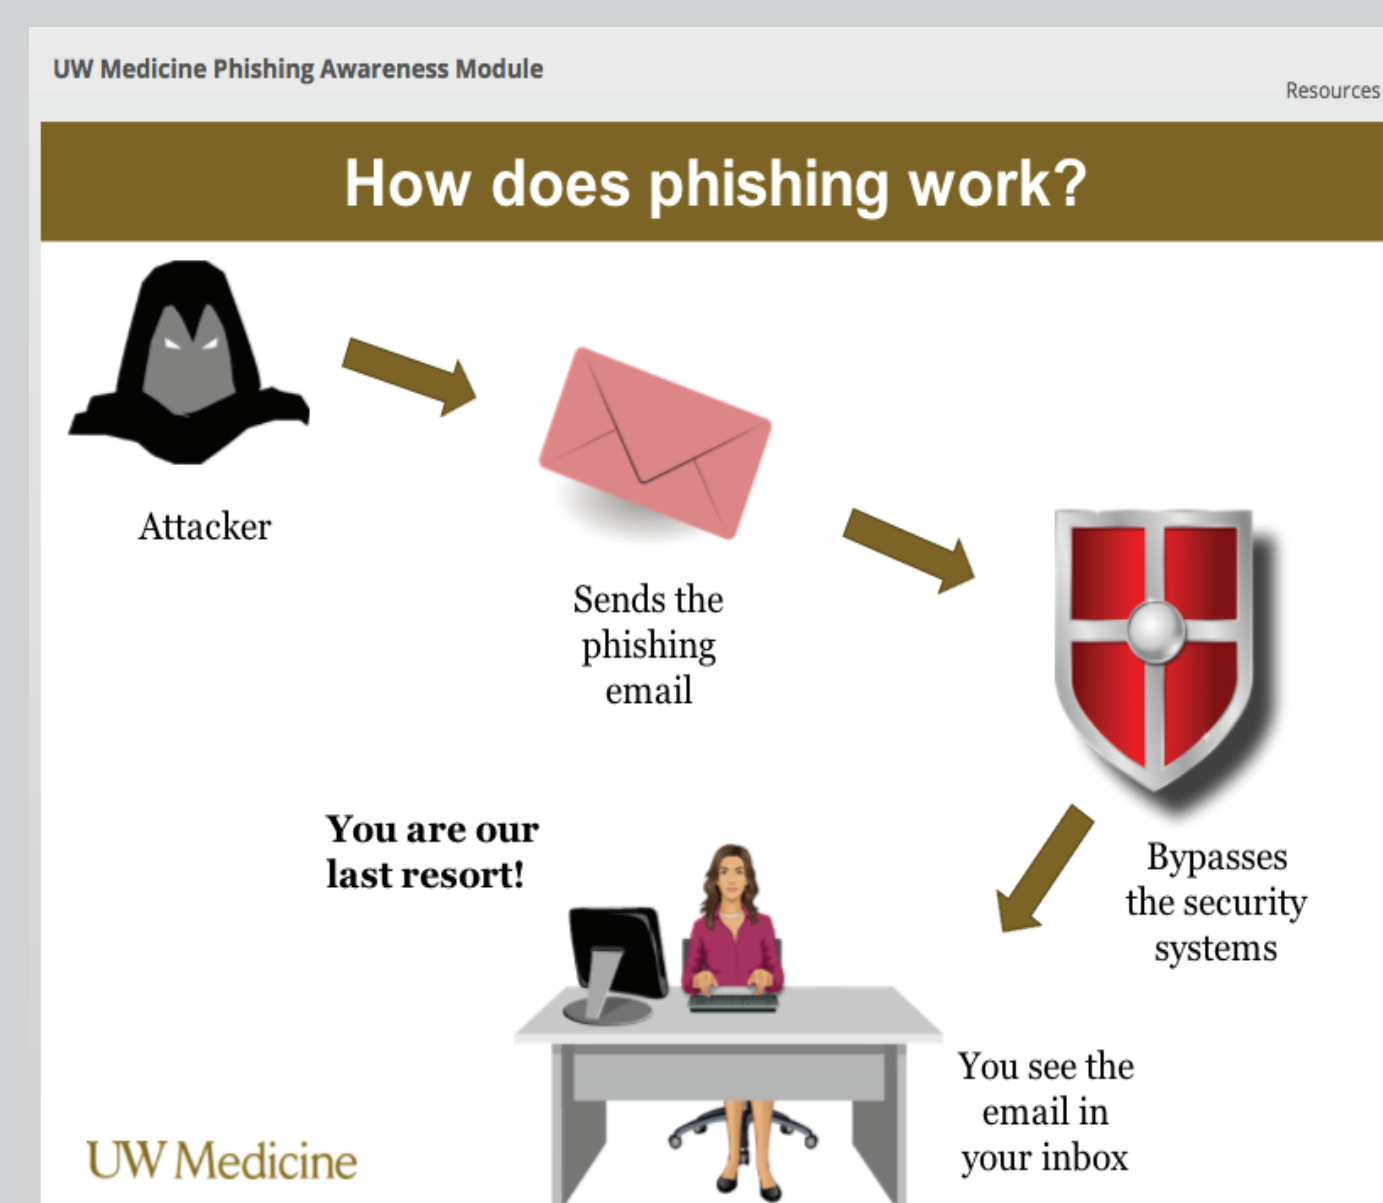 UW Medicine Phishing Awareness Module
Resources
How does phishing work?
Attacker
Sends the
phishing
email
Bypasses
the security
systems
You are our
last resort!
You see the
email in
your inbox
UW Medicine